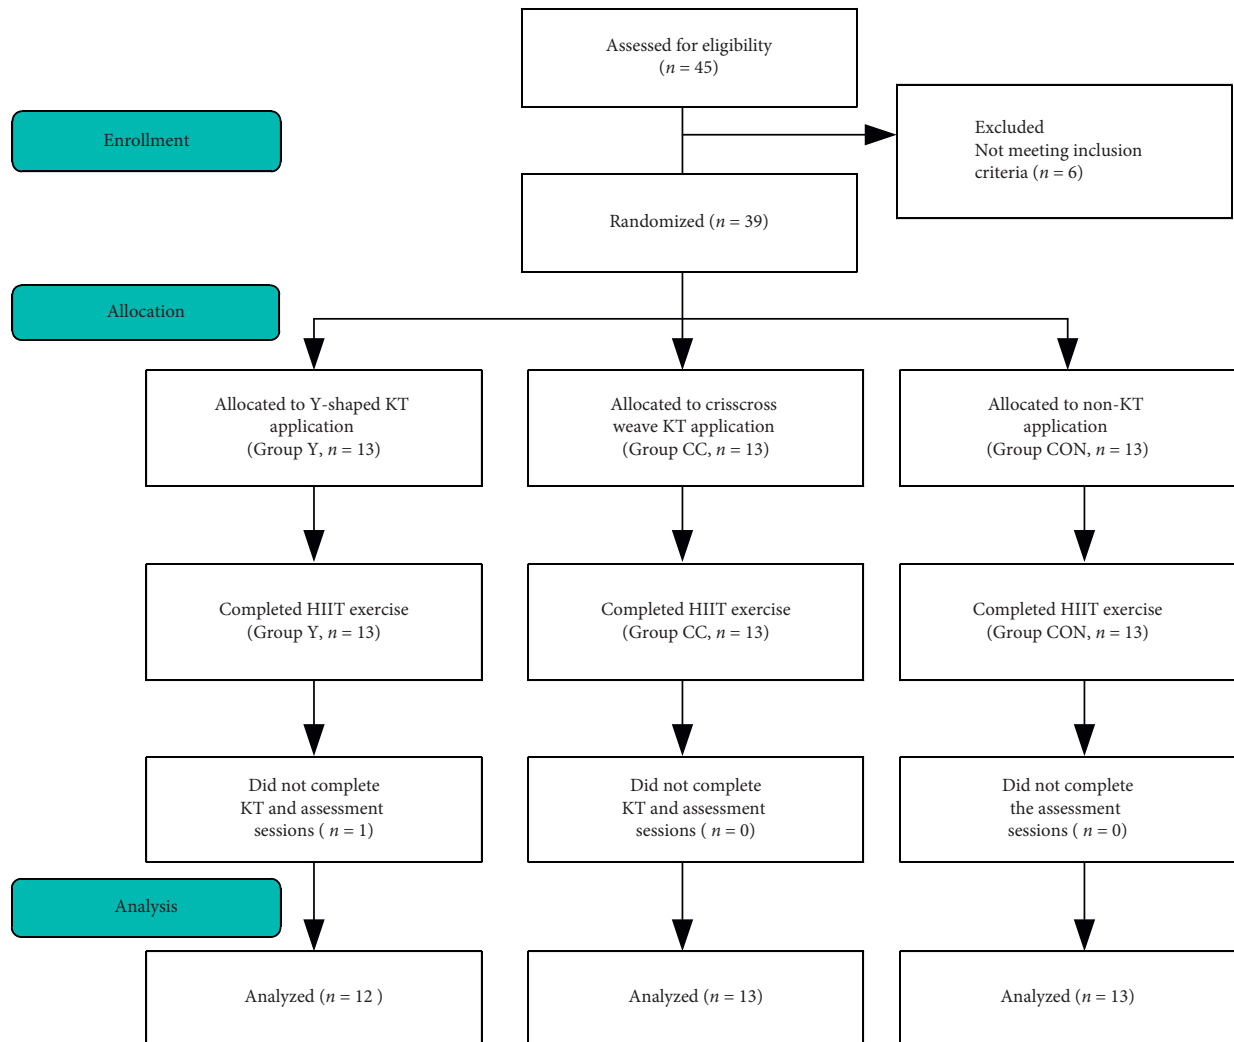 Assessed for eligibility
(n = 45)
Enrollment
Excluded
Not meeting inclusion
criteria (n = 6)
Randomized (n = 39)
Allocation
Allocated to Y-shaped KT
application
(Group Y, n = 13)
Allocated to crisscross
weave KT application
(Group CC, n = 13)
Allocated to non-KT
application
(Group CON, n = 13)
Completed HIIT exercise
(Group Y, n = 13)
Completed HIIT exercise
(Group CC, n = 13)
Completed HIIT exercise
(Group CON, n = 13)
Did not complete
KT and assessment
sessions ( n = 1)
Did not complete
KT and assessment
sessions ( n = 0)
Did not complete
the assessment
sessions ( n = 0)
Analysis
Analyzed (n = 12 )
Analyzed (n = 13)
Analyzed (n = 13)